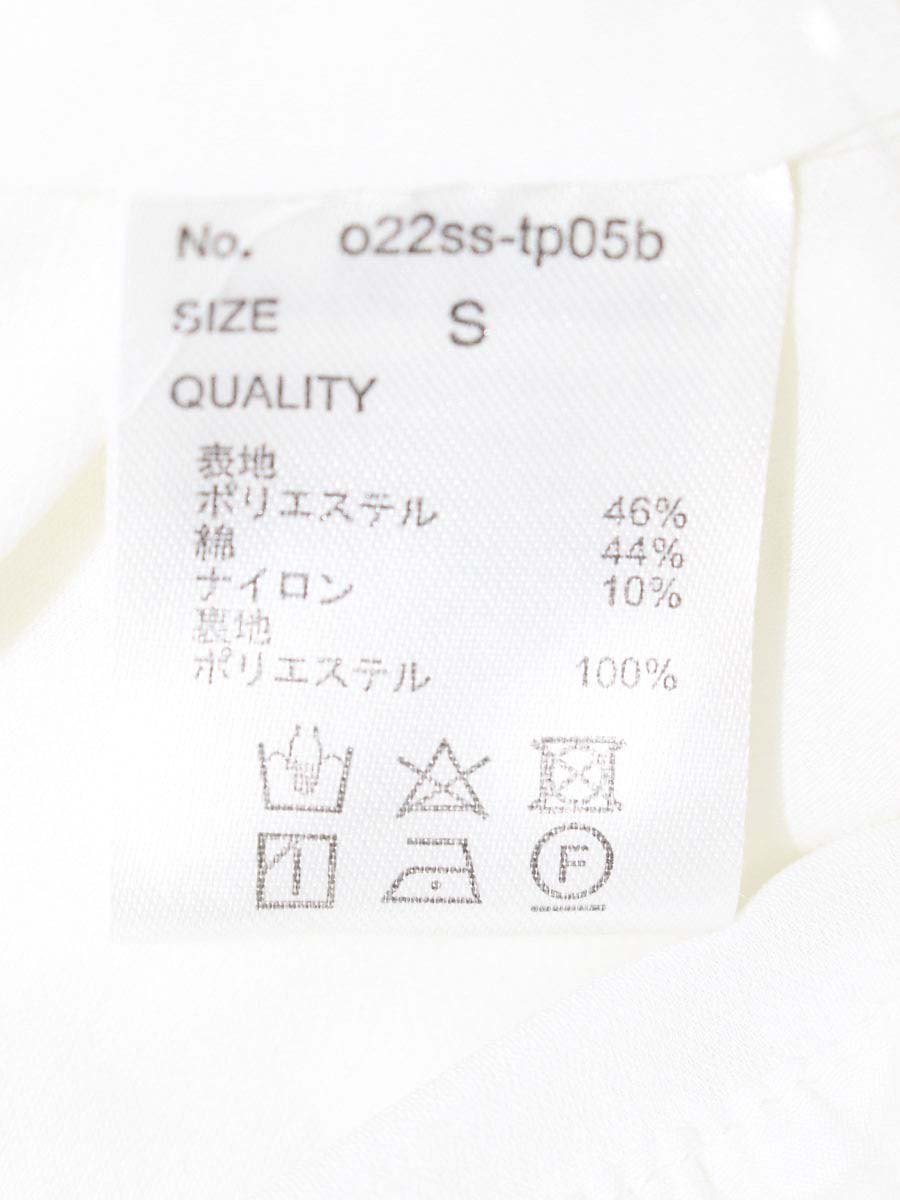 No. o22ss-tp05b
SIZE S
QUALITY
表地
ポリエステル 46%
綿 44%
ナイロン 10%
裏地
ポリエステル 100%
F